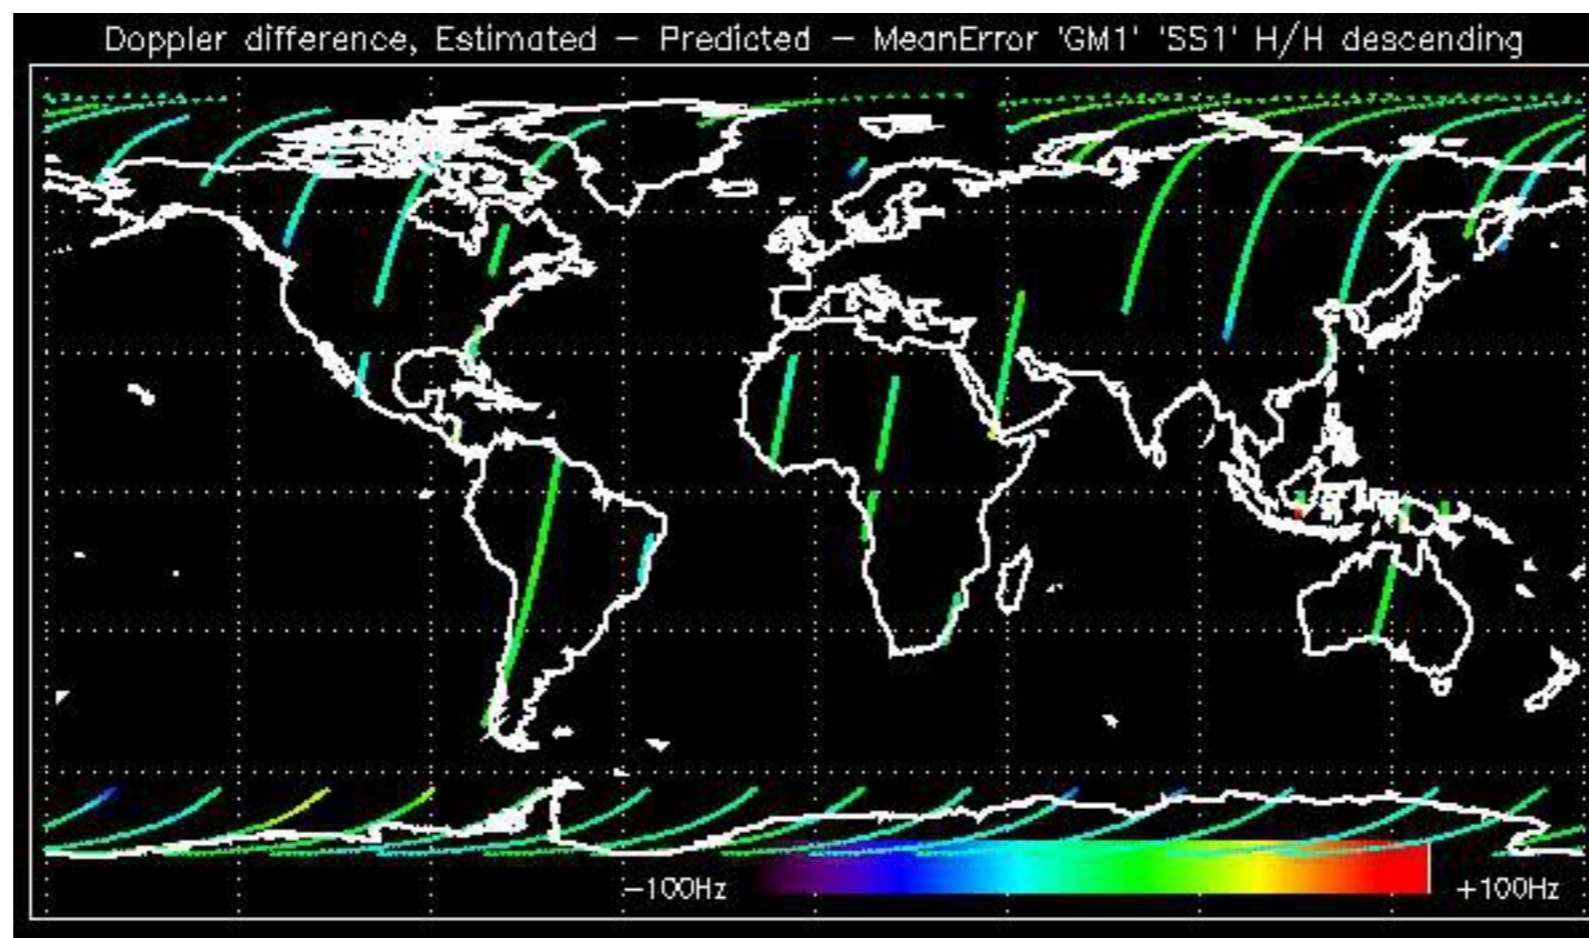 Doppler difference, Estimated – Predicted – MeanError 'GM1' 'SS1' H/H descending
−100Hz
+100Hz